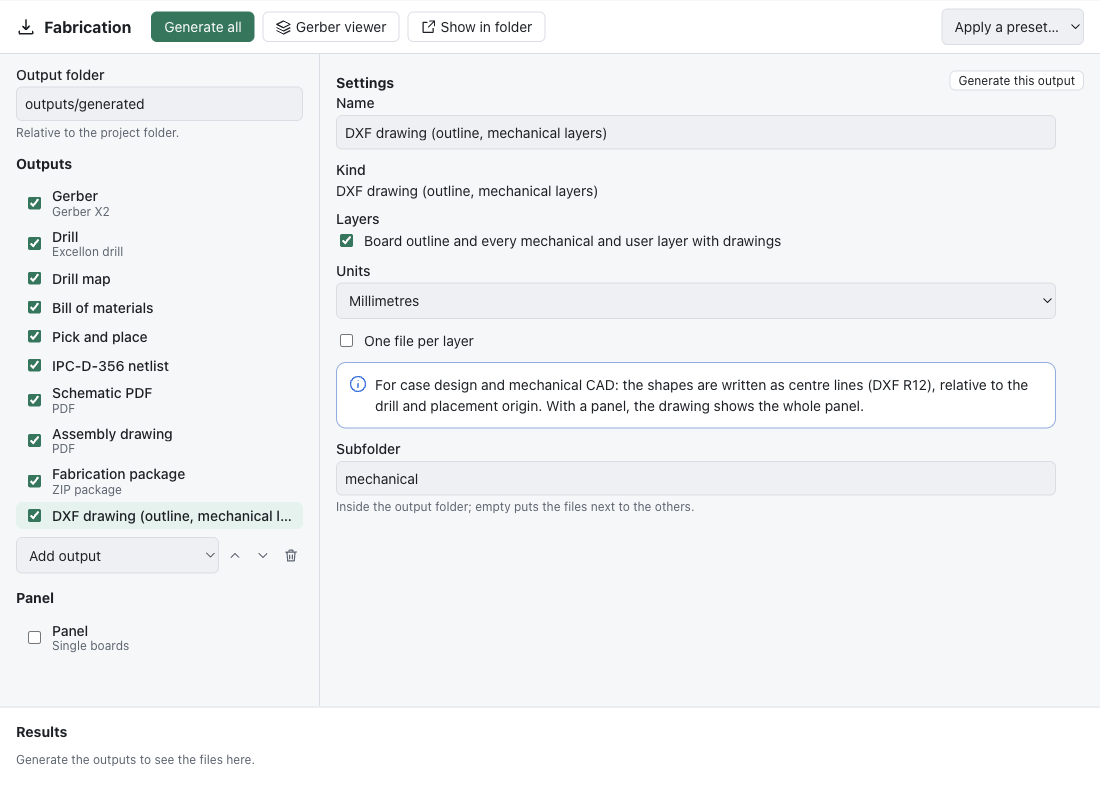 Fabrication
Generate all
Gerber viewer
Show in folder
Apply a preset...
Output folder
outputs/generated
Relative to the project folder.
Outputs
Gerber
Gerber X2
Drill
Excellon drill
Drill map
Bill of materials
Pick and place
IPC-D-356 netlist
Schematic PDF
PDF
Assembly drawing
PDF
Fabrication package
ZIP package
DXF drawing (outline, mechanical l...
Add output
Panel
Panel
Single boards
Settings
Generate this output
Name
DXF drawing (outline, mechanical layers)
Kind
DXF drawing (outline, mechanical layers)
Layers
Board outline and every mechanical and user layer with drawings
Units
Millimetres
One file per layer
For case design and mechanical CAD: the shapes are written as centre lines (DXF R12), relative to the
drill and placement origin. With a panel, the drawing shows the whole panel.
Subfolder
mechanical
Inside the output folder; empty puts the files next to the others.
Results
Generate the outputs to see the files here.